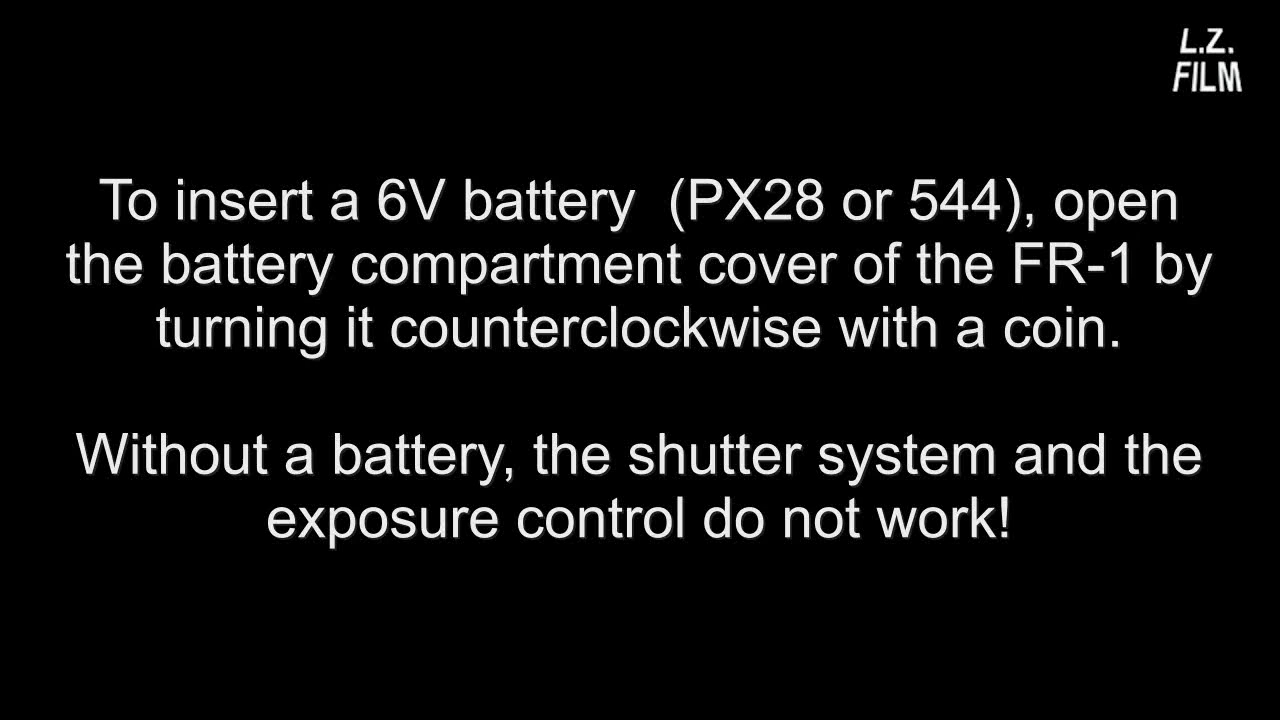 L.Z.
FILM
To insert a 6V battery  (PX28 or 544), open
the battery compartment cover of the FR-1 by
turning it counterclockwise with a coin.
Without a battery, the shutter system and the
exposure control do not work!